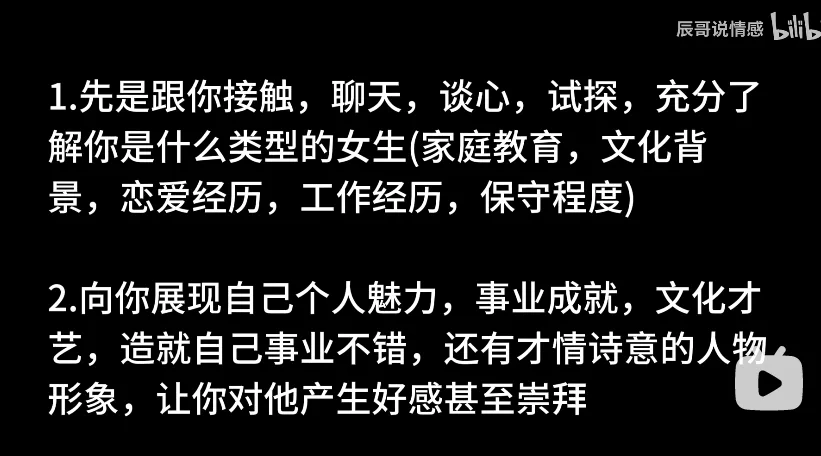 辰哥说情感 bilib
1.先是跟你接触，聊天，谈心，试探，充分了
解你是什么类型的女生(家庭教育，文化背
景，恋爱经历，工作经历，保守程度)
2.向你展现自己个人魅力，事业成就，文化才
艺，造就自己事业不错，还有才情诗意的人物
形象，让你对他产生好感甚至崇拜